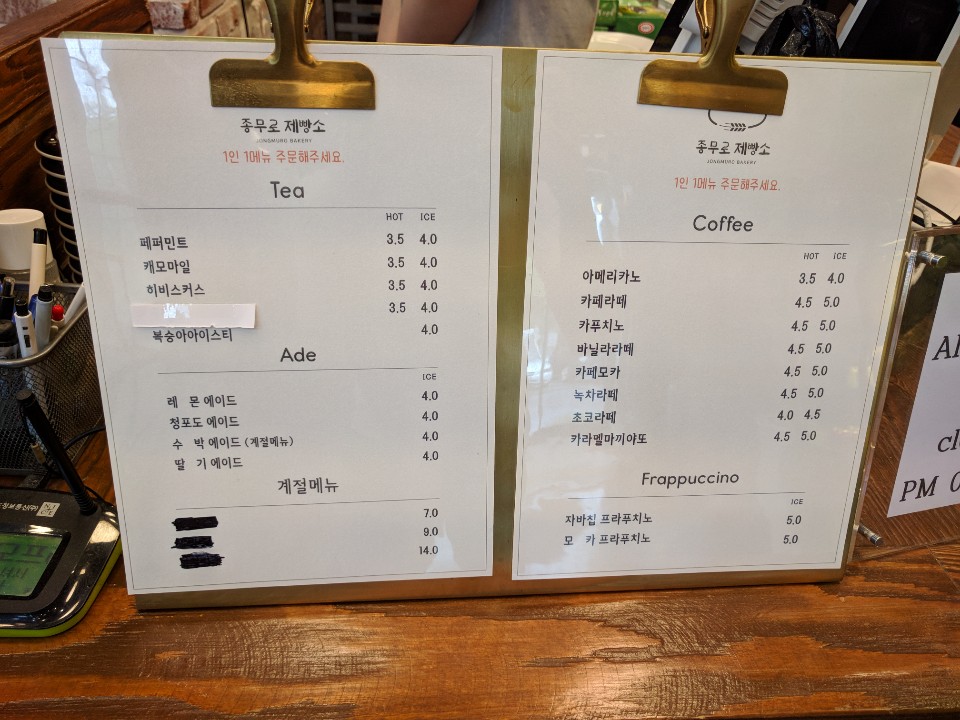 종무로 제빵소
JONGMURO BAKERY
1인 1메뉴 주문해주세요.
Tea
HOT ICE
페퍼민트 3.5 4.0
캐모마일 3.5 4.0
히비스커스 3.5 4.0
3.5 4.0
복숭아아이스티 4.0
Ade
ICE
레 몬 에이드 4.0
청포도 에이드 4.0
수 박 에이드 (계절메뉴) 4.0
딸 기 에이드 4.0
계절메뉴
7.0
9.0
14.0
종무로 제빵소
JONGMURO BAKERY
1인 1메뉴 주문해주세요.
Coffee
HOT ICE
아메리카노 3.5 4.0
카페라떼 4.5 5.0
카푸치노 4.5 5.0
바닐라라떼 4.5 5.0
카페모카 4.5 5.0
녹차라떼 4.5 5.0
초코라떼 4.0 4.5
카라멜마끼야또 4.5 5.0
Frappuccino
ICE
자바칩 프라푸치노 5.0
모 카 프라푸치노 5.0
PM